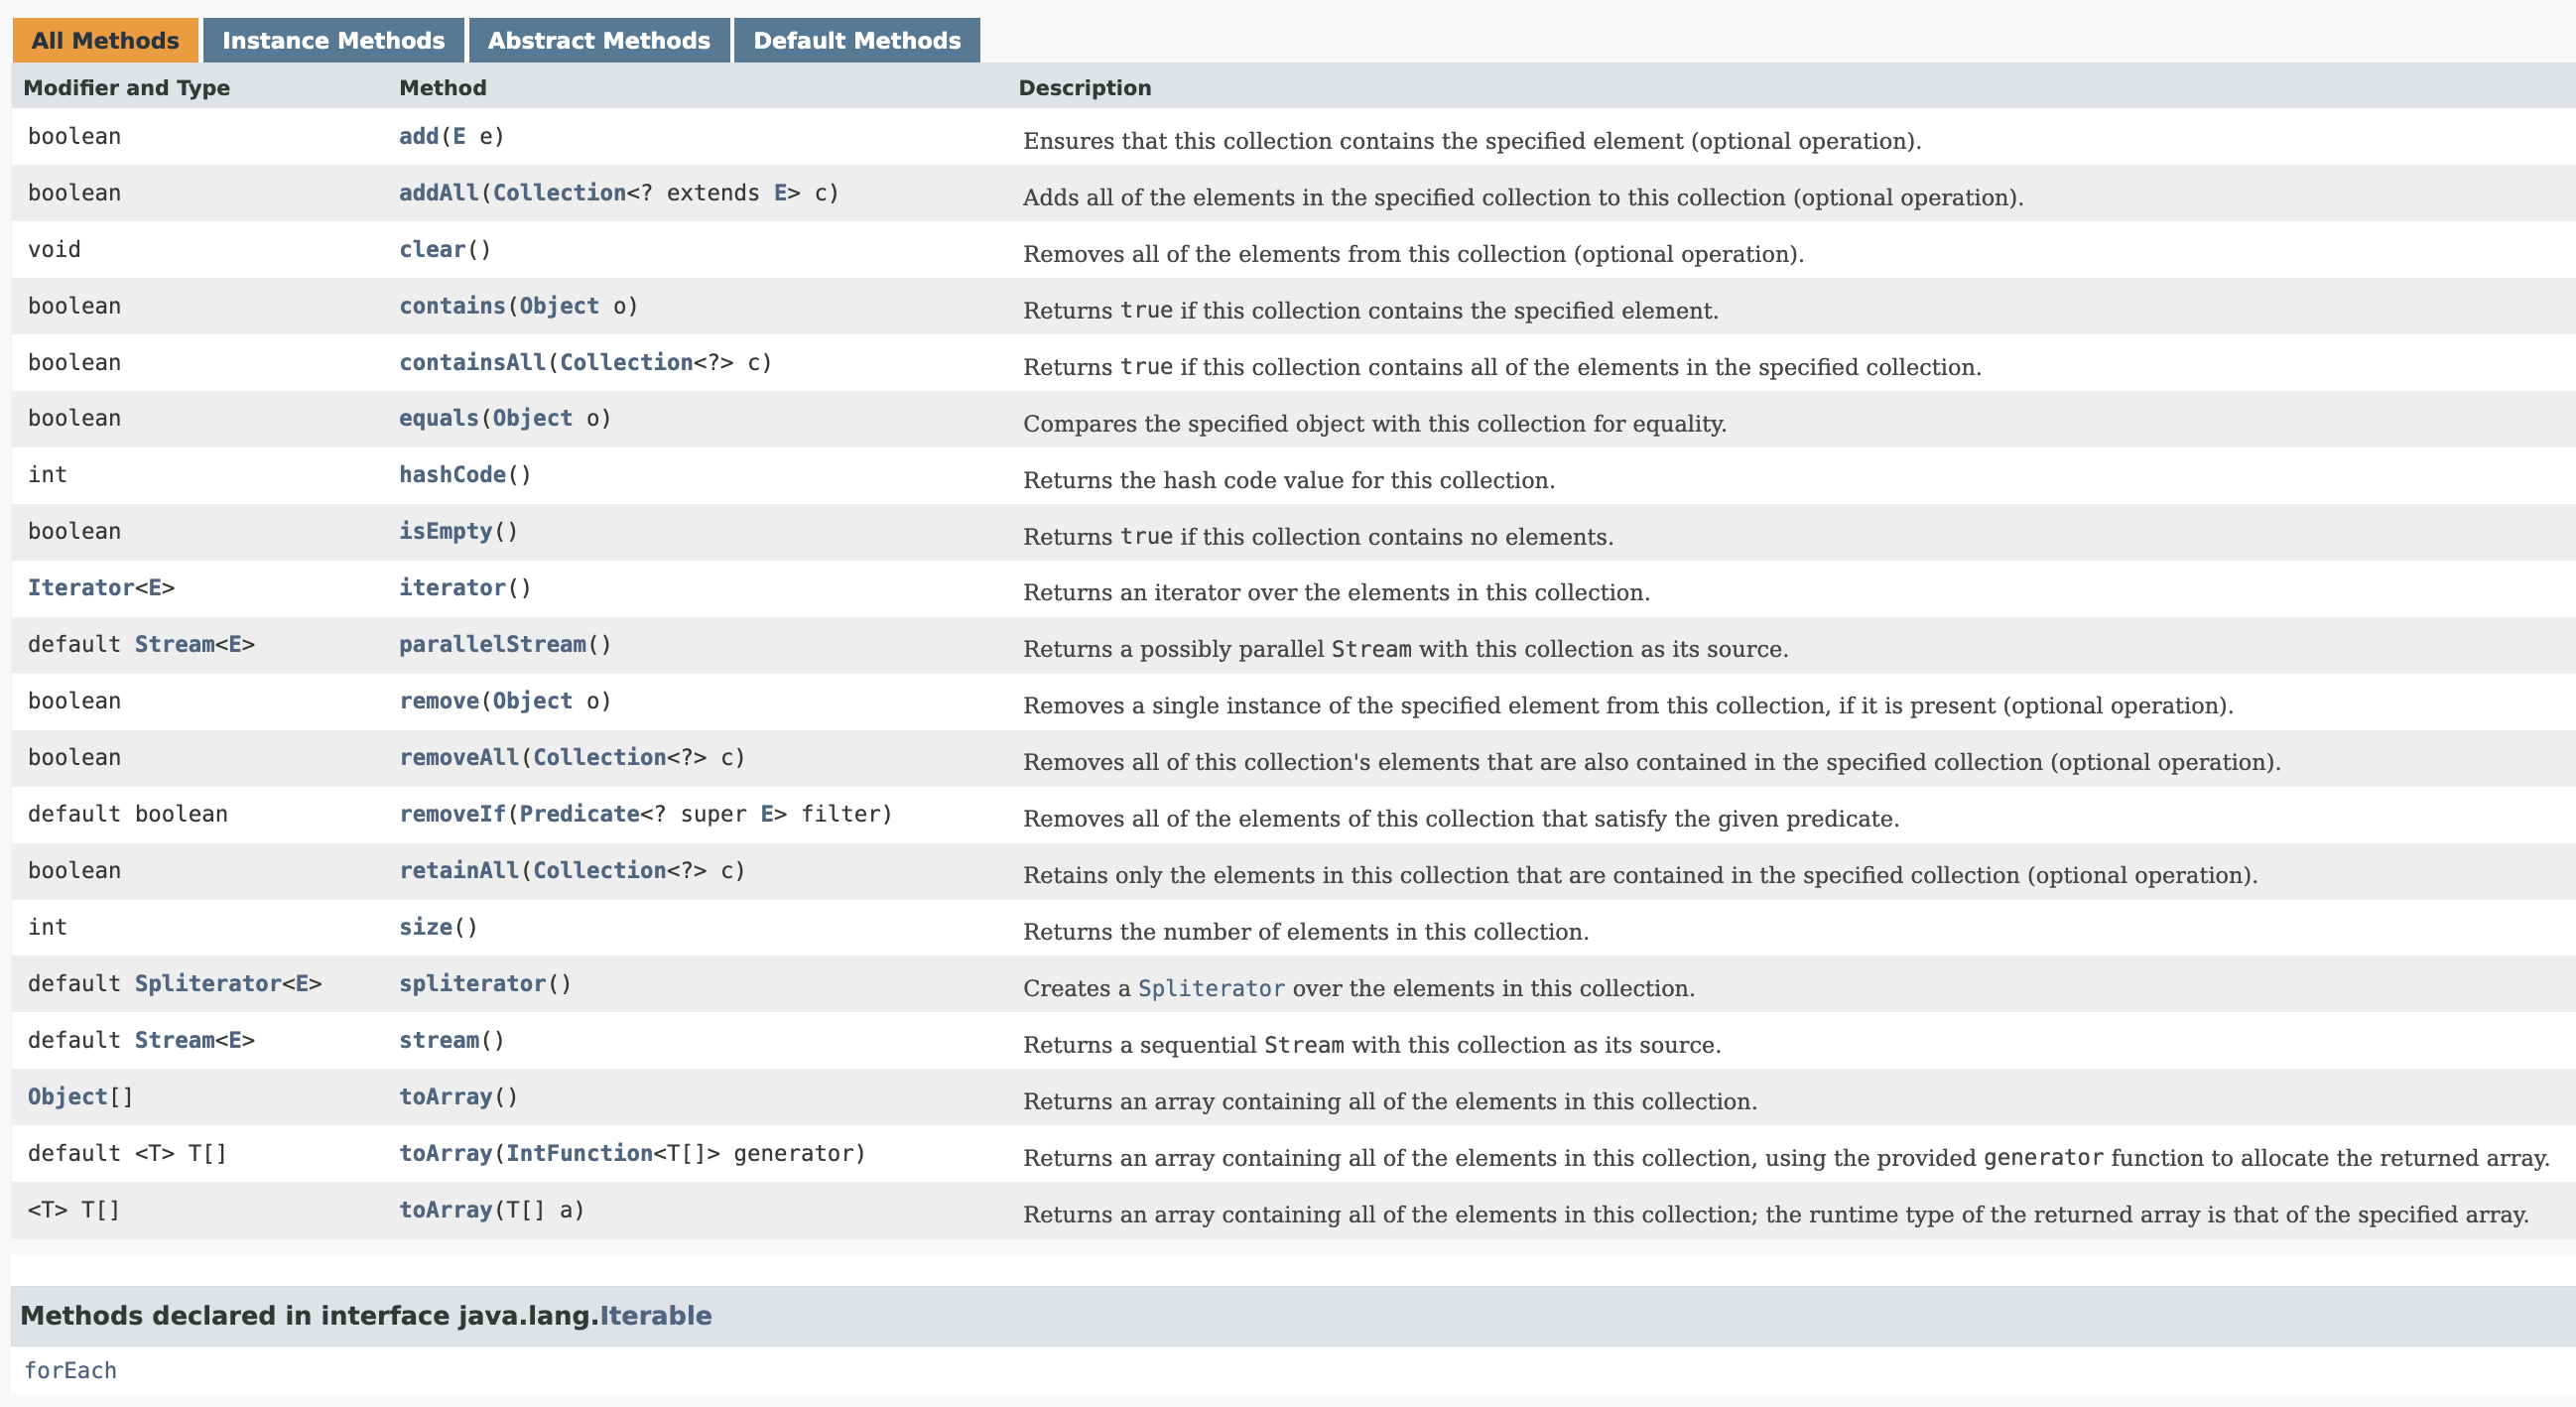 All Methods Instance Methods Abstract Methods Default Methods
Modifier and Type Method Description
boolean add(E e) Ensures that this collection contains the specified element (optional operation).
boolean addAll(Collection<? extends E> c) Adds all of the elements in the specified collection to this collection (optional operation).
void clear() Removes all of the elements from this collection (optional operation).
boolean contains(Object o) Returns true if this collection contains the specified element.
boolean containsAll(Collection<?> c) Returns true if this collection contains all of the elements in the specified collection.
boolean equals(Object o) Compares the specified object with this collection for equality.
int hashCode() Returns the hash code value for this collection.
boolean isEmpty() Returns true if this collection contains no elements.
Iterator<E> iterator() Returns an iterator over the elements in this collection.
default Stream<E> parallelStream() Returns a possibly parallel Stream with this collection as its source.
boolean remove(Object o) Removes a single instance of the specified element from this collection, if it is present (optional operation).
boolean removeAll(Collection<?> c) Removes all of this collection's elements that are also contained in the specified collection (optional operation).
default boolean removeIf(Predicate<? super E> filter) Removes all of the elements of this collection that satisfy the given predicate.
boolean retainAll(Collection<?> c) Retains only the elements in this collection that are contained in the specified collection (optional operation).
int size() Returns the number of elements in this collection.
default Spliterator<E> spliterator() Creates a Spliterator over the elements in this collection.
default Stream<E> stream() Returns a sequential Stream with this collection as its source.
Object[] toArray() Returns an array containing all of the elements in this collection.
default <T> T[] toArray(IntFunction<T[]> generator) Returns an array containing all of the elements in this collection, using the provided generator function to allocate the returned array.
<T> T[] toArray(T[] a) Returns an array containing all of the elements in this collection; the runtime type of the returned array is that of the specified array.
Methods declared in interface java.lang.Iterable
forEach